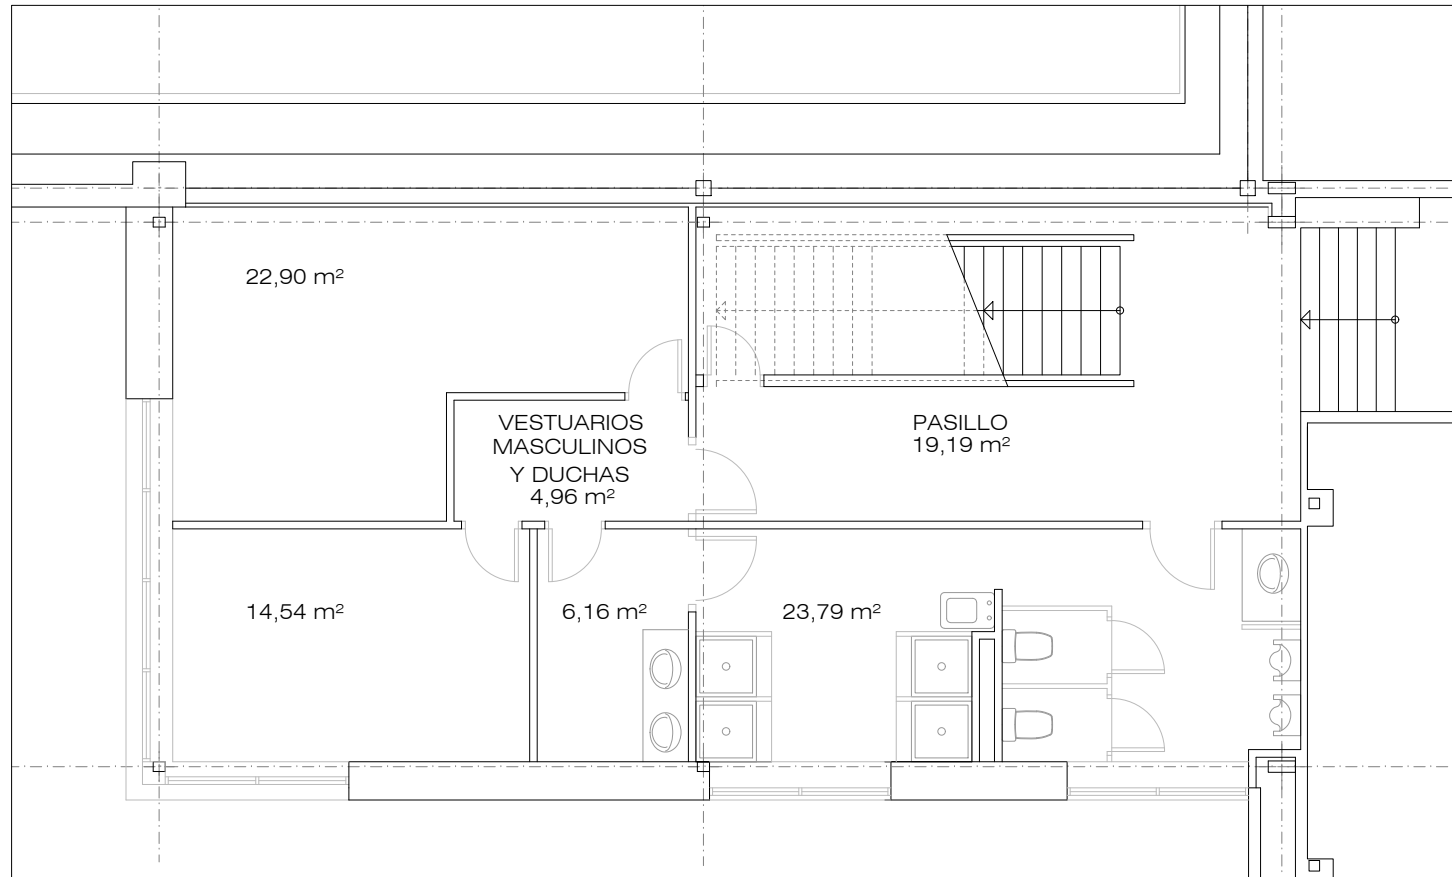 22,90 m²
VESTUARIOS
MASCULINOS
Y DUCHAS
4,96 m²
PASILLO
19,19 m²
14,54 m²
6,16 m²
23,79 m²